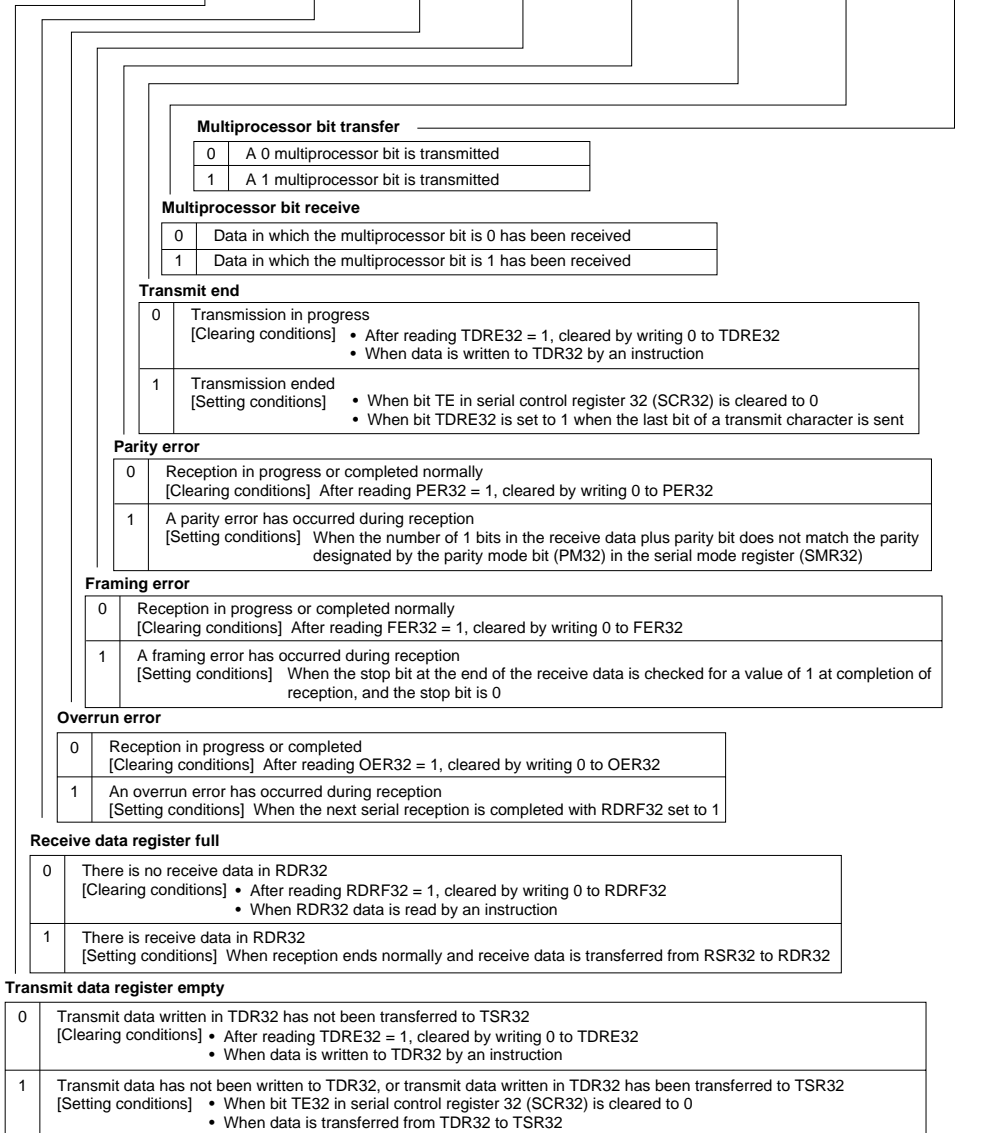 Multiprocessor bit transfer
0 A 0 multiprocessor bit is transmitted
1 A 1 multiprocessor bit is transmitted
Multiprocessor bit receive
0 Data in which the multiprocessor bit is 0 has been received
1 Data in which the multiprocessor bit is 1 has been received
Transmit end
0 Transmission in progress
[Clearing conditions] • After reading TDRE32 = 1, cleared by writing 0 to TDRE32
• When data is written to TDR32 by an instruction
1 Transmission ended
[Setting conditions] • When bit TE in serial control register 32 (SCR32) is cleared to 0
• When bit TDRE32 is set to 1 when the last bit of a transmit character is sent
Parity error
0 Reception in progress or completed normally
[Clearing conditions] After reading PER32 = 1, cleared by writing 0 to PER32
1 A parity error has occurred during reception
[Setting conditions] When the number of 1 bits in the receive data plus parity bit does not match the parity
designated by the parity mode bit (PM32) in the serial mode register (SMR32)
Framing error
0 Reception in progress or completed normally
[Clearing conditions] After reading FER32 = 1, cleared by writing 0 to FER32
1 A framing error has occurred during reception
[Setting conditions] When the stop bit at the end of the receive data is checked for a value of 1 at completion of
reception, and the stop bit is 0
Overrun error
0 Reception in progress or completed
[Clearing conditions] After reading OER32 = 1, cleared by writing 0 to OER32
1 An overrun error has occurred during reception
[Setting conditions] When the next serial reception is completed with RDRF32 set to 1
Receive data register full
0 There is no receive data in RDR32
[Clearing conditions] • After reading RDRF32 = 1, cleared by writing 0 to RDRF32
• When RDR32 data is read by an instruction
1 There is receive data in RDR32
[Setting conditions] When reception ends normally and receive data is transferred from RSR32 to RDR32
Transmit data register empty
0 Transmit data written in TDR32 has not been transferred to TSR32
[Clearing conditions] • After reading TDRE32 = 1, cleared by writing 0 to TDRE32
• When data is written to TDR32 by an instruction
1 Transmit data has not been written to TDR32, or transmit data written in TDR32 has been transferred to TSR32
[Setting conditions] • When bit TE32 in serial control register 32 (SCR32) is cleared to 0
• When data is transferred from TDR32 to TSR32